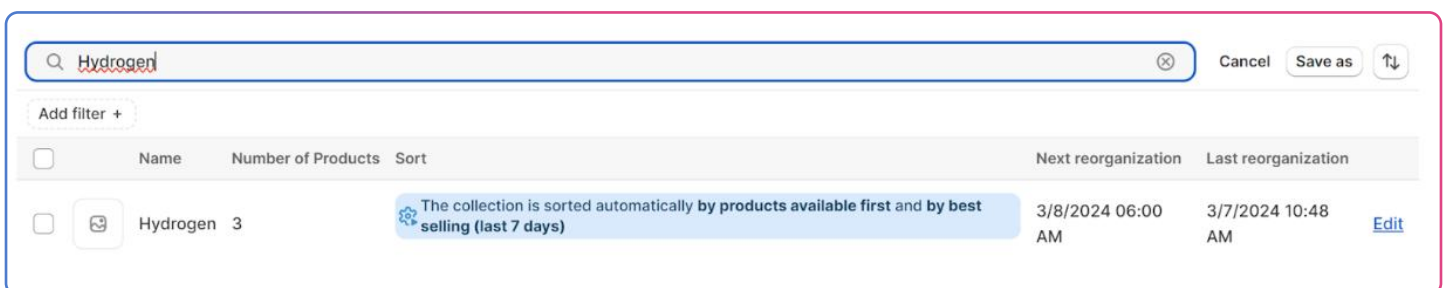 Hydrogen
Cancel Save as
Add filter +
Name Number of Products Sort Next reorganization Last reorganization
Hydrogen 3
The collection is sorted automatically by products available first and by best
selling (last 7 days)
3/8/2024 06:00
AM
3/7/2024 10:48
AM
Edit